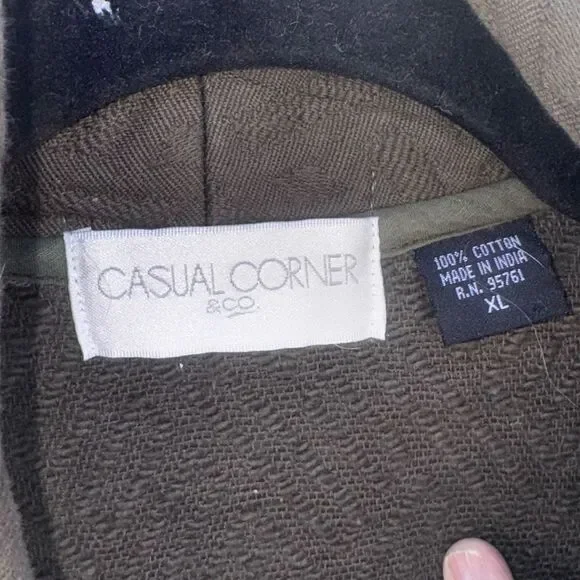 CASUAL CORNER
&CO.
100% COTTON
MADE IN INDIA
R.N. 95761
XL